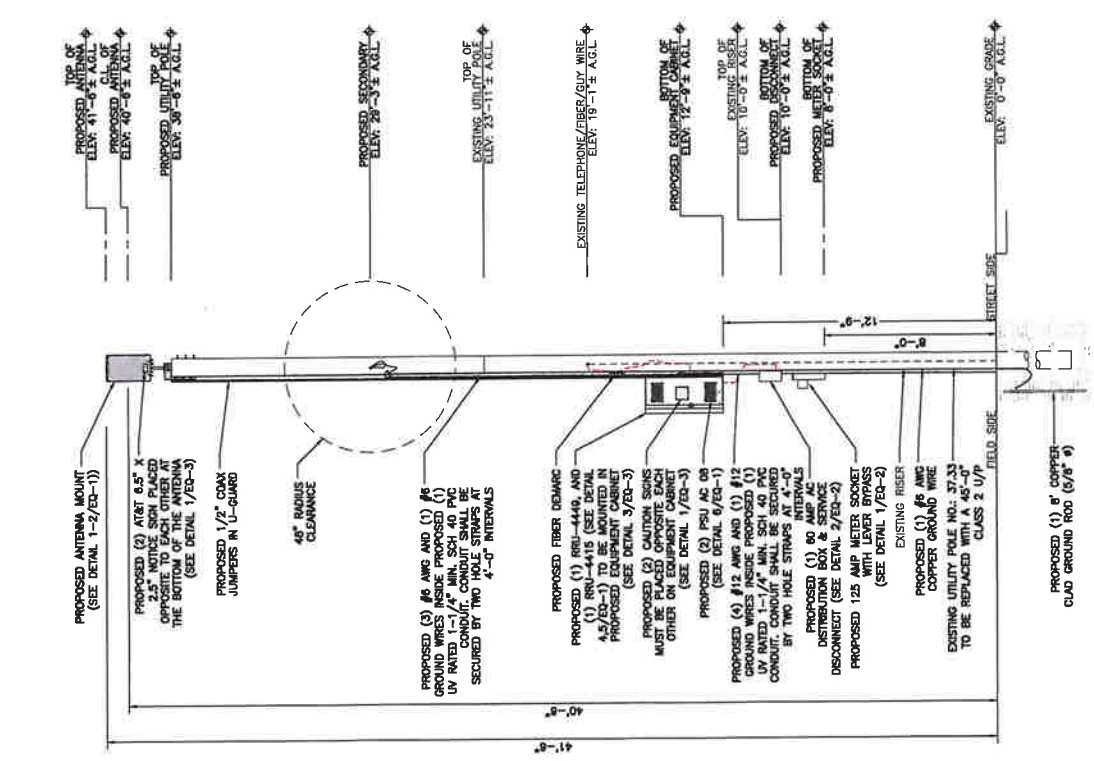 TOP OF
PROPOSED ANTENNA
ELEV: 41'-6"± A.G.L.
C.L. OF
PROPOSED ANTENNA
ELEV: 40'-6"± A.G.L.
TOP OF
PROPOSED UTILITY POLE
ELEV: 38'-6"± A.G.L.
PROPOSED SECONDARY
ELEV: 29'-3"± A.G.L.
TOP OF
EXISTING UTILITY POLE
ELEV: 23'-11"± A.G.L.
EXISTING TELEPHONE/FIBER/GUY WIRE
ELEV: 19'-1"± A.G.L.
BOTTOM OF
PROPOSED EQUIPMENT CABINET
ELEV: 12'-9"± A.G.L.
TOP OF
EXISTING RISER
ELEV: 10'-0"± A.G.L.
BOTTOM OF
PROPOSED DISCONNECT
ELEV: 10'-0"± A.G.L.
BOTTOM OF
PROPOSED METER SOCKET
ELEV: 8'-0"± A.G.L.
EXISTING GRADE
ELEV: 0'-0" A.G.L.
STREET SIDE
12'-9"
8'-0"
FIELD SIDE
PROPOSED ANTENNA MOUNT
(SEE DETAIL 1-2/EQ-1))
PROPOSED (2) AT&T 6.5" X
2.5" NOTICE SIGN PLACED
OPPOSITE TO EACH OTHER AT
THE BOTTOM OF THE ANTENNA
(SEE DETAIL 1/EQ-3)
PROPOSED 1/2" COAX
JUMPERS IN U-GUARD
48" RADIUS
CLEARANCE
PROPOSED (3) #6 AWG AND (1) #6
GROUND WIRES INSIDE PROPOSED (1)
UV RATED 1-1/4" MIN. SCH 40 PVC
CONDUIT. CONDUIT SHALL BE
SECURED BY TWO HOLE STRAPS AT
4'-0" INTERVALS
PROPOSED FIBER DEMARC
PROPOSED (1) RRU-4449, AND
(1) RRU-4415 (SEE DETAIL
4,5/EQ-1) TO BE MOUNTED IN
PROPOSED EQUIPMENT CABINET
(SEE DETAIL 3/EQ-3)
PROPOSED (2) CAUTION SIGNS
MUST BE PLACED OPPOSITE EACH
OTHER ON EQUIPMENT CABINET
(SEE DETAIL 1/EQ-3)
PROPOSED (2) PSU AC 08
(SEE DETAIL 6/EQ-1)
PROPOSED (4) #12 AWG AND (1) #12
GROUND WIRES INSIDE PROPOSED (1)
UV RATED 1-1/4" MIN. SCH 40 PVC
CONDUIT. CONDUIT SHALL BE SECURED
BY TWO HOLE STRAPS AT 4'-0"
INTERVALS
PROPOSED (1) 60 AMP AC
DISTRIBUTION BOX & SERVICE
DISCONNECT (SEE DETAIL 2/EQ-2)
PROPOSED 125 AMP METER SOCKET
WITH LEVER BYPASS
(SEE DETAIL 1/EQ-2)
EXISTING RISER
PROPOSED (1) #6 AWG
COPPER GROUND WIRE
EXISTING UTILITY POLE NO.: 37.33
TO BE REPLACED WITH A 45'-0"
CLASS 2 U/P
PROPOSED (1) 8' COPPER
CLAD GROUND ROD (5/8" ø)
40'-6"
41'-6"